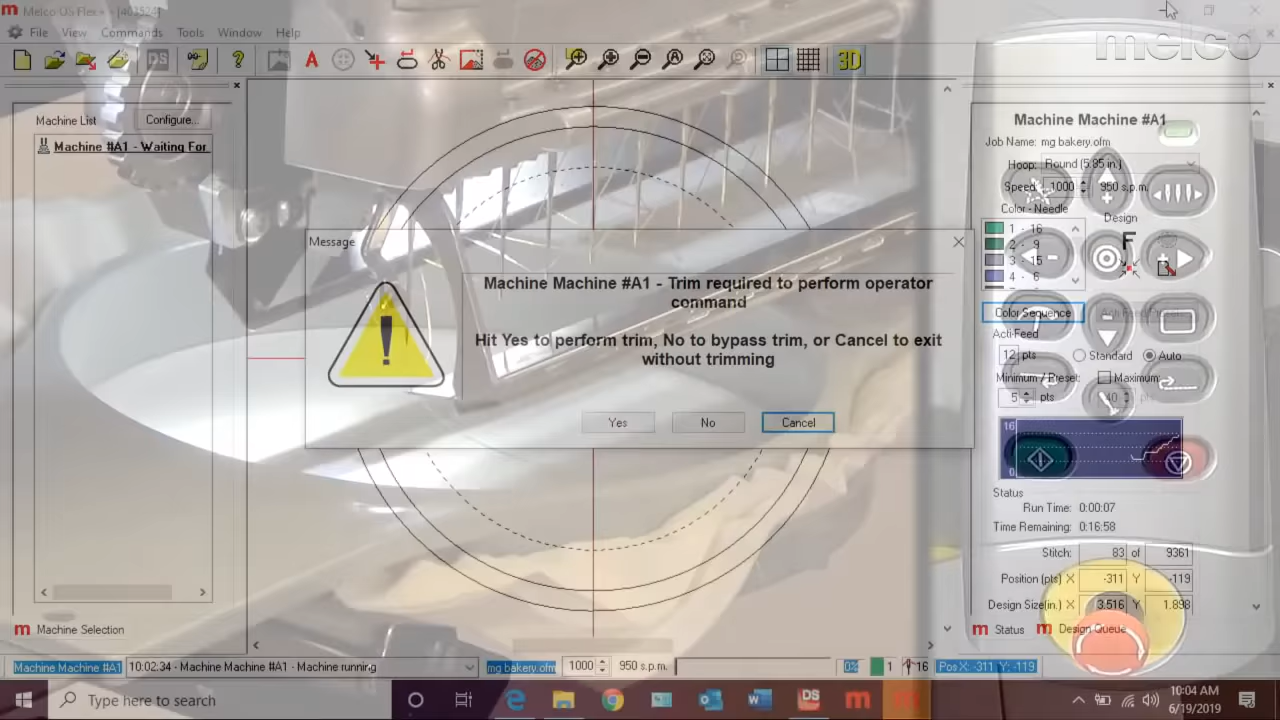 Melco OS Flex
File View Commands Tools Window Help
melco
DS
?
A
3D
Machine List
Configure...
Machine #A1 - Waiting For
Machine Selection
Message
Machine Machine #A1 - Trim required to perform operator
command
Hit Yes to perform trim, No to bypass trim, or Cancel to exit
without trimming
Yes No Cancel
Machine Machine #A1
Job Name: mg bakery.ofm
Hoop: Round (5.85 in.)
Speed 1000 950 s.p.m.
Color - Needle
Design
1 - 16
2 - 9
3 - 15
4 - 6
F
Color Sequence
Acti-Feed
12 pts Standard Auto
Minimum / Preset: Maximum:
5 pts 40 pts
16
0
Status
Run Time: 0:00:07
Time Remaining: 0:16:58
Stitch: 83 of 9361
Position (pts) X -311 Y -119
Design Size(in.) X 3.516 Y 1.898
Status Design Queue
Machine Machine #A1 10:02:34 - Machine Machine #A1 - Machine running mg bakery.ofm 1000 950 s.p.m. 0% 1 16 Pos X: -311 Y: -119
Type here to search
DS
10:04 AM
6/19/2019